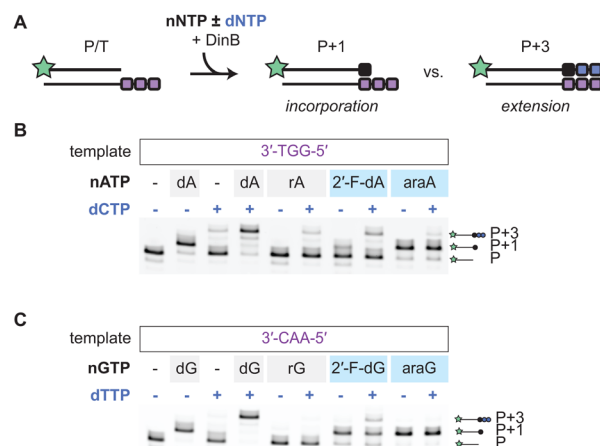 A
nNTP ± dNTP
P/T + DinB P+1 P+3
vs.
incorporation extension
B
template 3′-TGG-5′
nATP - dA - dA rA 2′-F-dA araA
dCTP - - + + - + - + - +
P+3
P+1
P
C
template 3′-CAA-5′
nGTP - dG - dG rG 2′-F-dG araG
dTTP - - + + - + - + - +
P+3
P+1
P